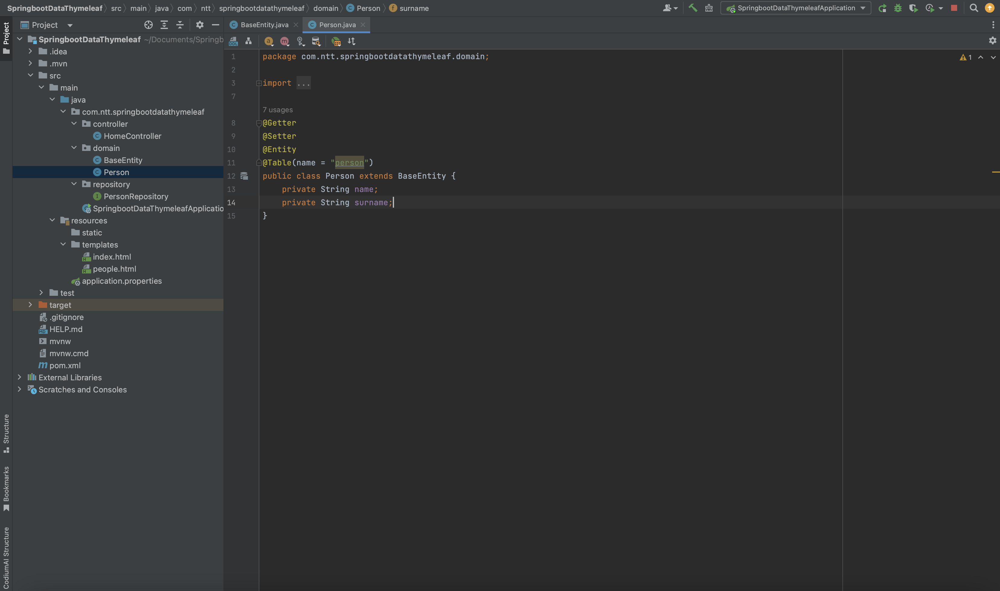 SpringbootDataThymeleaf src main java com ntt springbootdatathymeleaf domain C Person f surname
SpringbootDataThymeleafApplication
Project
Project
SpringbootDataThymeleaf ~/Documents/Springb
.idea
.mvn
src
main
java
com.ntt.springbootdatathymeleaf
controller
C HomeController
domain
C BaseEntity
C Person
repository
I PersonRepository
SpringbootDataThymeleafApplicatio
resources
static
templates
H index.html
H people.html
application.properties
test
target
.gitignore
MD HELP.md
mvnw
mvnw.cmd
m pom.xml
External Libraries
Scratches and Consoles
Structure
Bookmarks
CodiumAI Structure
C BaseEntity.java C Person.java
DDL a m
1
1 package com.ntt.springbootdatathymeleaf.domain;
2
3 import ...
7
7 usages
8 @Getter
9 @Setter
10 @Entity
11 @Table(name = "person")
12 public class Person extends BaseEntity {
13 private String name;
14 private String surname;
15 }